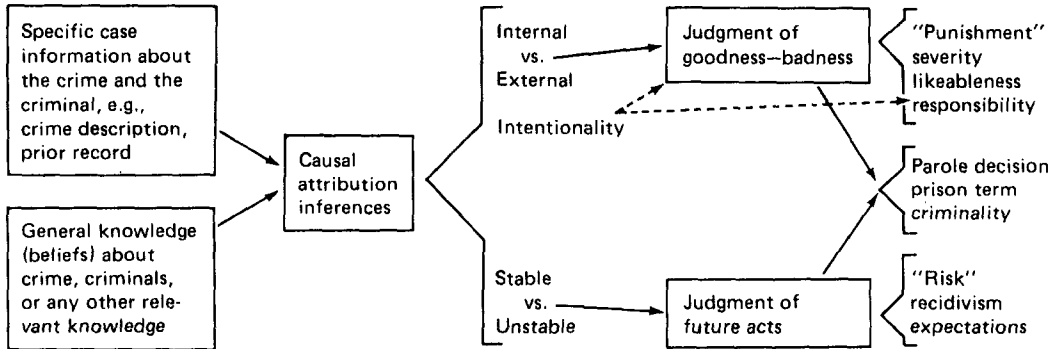 Specific case
information about
the crime and the
criminal, e.g.,
crime description,
prior record
General knowledge
(beliefs) about
crime, criminals,
or any other rele-
vant knowledge
Causal
attribution
inferences
Internal
vs.
External
Intentionality
Stable
vs.
Unstable
Judgment of
goodness—badness
Judgment of
future acts
"Punishment"
severity
likeableness
responsibility
Parole decision
prison term
criminality
"Risk"
recidivism
expectations